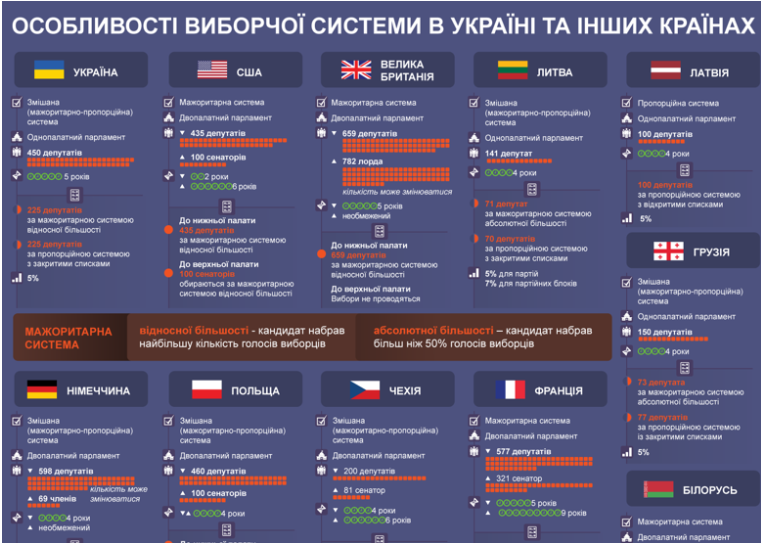 ОСОБЛИВОСТІ ВИБОРЧОЇ СИСТЕМИ В УКРАЇНІ ТА ІНШИХ КРАЇНАХ
УКРАЇНА
Змішана
(мажоритарно-пропорційна)
система
Однопалатний парламент
450 депутатів
5 років
225 депутатів
за мажоритарною системою
відносної більшості
225 депутатів
за пропорційною системою
з закритими списками
5%
США
Мажоритарна система
Двопалатний парламент
435 депутатів
100 сенаторів
2 роки
6 років
До нижньої палати
435 депутатів
за мажоритарною системою
відносної більшості
До верхньої палати
100 сенаторів
обираються за мажоритарною
системою відносної більшості
ВЕЛИКА
БРИТАНІЯ
Мажоритарна система
Двопалатний парламент
659 депутатів
782 лорда
кількість може змінюватися
5 років
необмежений
До нижньої палати
659 депутатів
за мажоритарною системою
відносної більшості
До верхньої палати
Вибори не проводяться
ЛИТВА
Змішана
(мажоритарно-пропорційна)
система
Однопалатний парламент
141 депутат
4 роки
71 депутат
за мажоритарною системою
абсолютної більшості
70 депутатів
за пропорційною системою
з закритими списками
5% для партій
7% для партійних блоків
ЛАТВІЯ
Пропорційна система
Однопалатний парламент
100 депутатів
4 роки
100 депутатів
за пропорційною системою
з відкритими списками
5%
ГРУЗІЯ
Змішана
(мажоритарно-пропорційна)
система
Однопалатний парламент
150 депутатів
4 роки
73 депутата
за мажоритарною системою
абсолютної більшості
77 депутатів
за пропорційною системою
із закритими списками
5%
МАЖОРИТАРНА
СИСТЕМА
відносної більшості - кандидат набрав
найбільшу кількість голосів виборців
абсолютної більшості – кандидат набрав
більш ніж 50% голосів виборців
НІМЕЧЧИНА
Змішана
(мажоритарно-пропорційна)
система
Двопалатний парламент
598 депутатів
кількість може
змінюватися
69 членів
4 роки
необмежений
ПОЛЬЩА
Змішана
(мажоритарно-пропорційна)
система
Двопалатний парламент
460 депутатів
100 сенаторів
4 роки
ЧЕХІЯ
Змішана
(мажоритарно-пропорційна)
система
Двопалатний парламент
200 депутатів
81 сенатор
4 роки
6 років
ФРАНЦІЯ
Мажоритарна система
Двопалатний парламент
577 депутатів
321 сенатор
5 років
9 років
БІЛОРУСЬ
Мажоритарна система
Двопалатний парламент